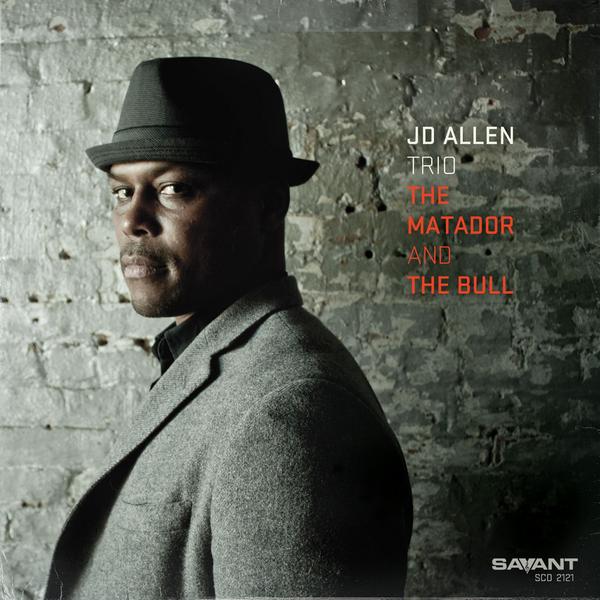 JD ALLEN
TRIO
THE
MATADOR
AND
THE BULL
SAVANT
SCD 2121